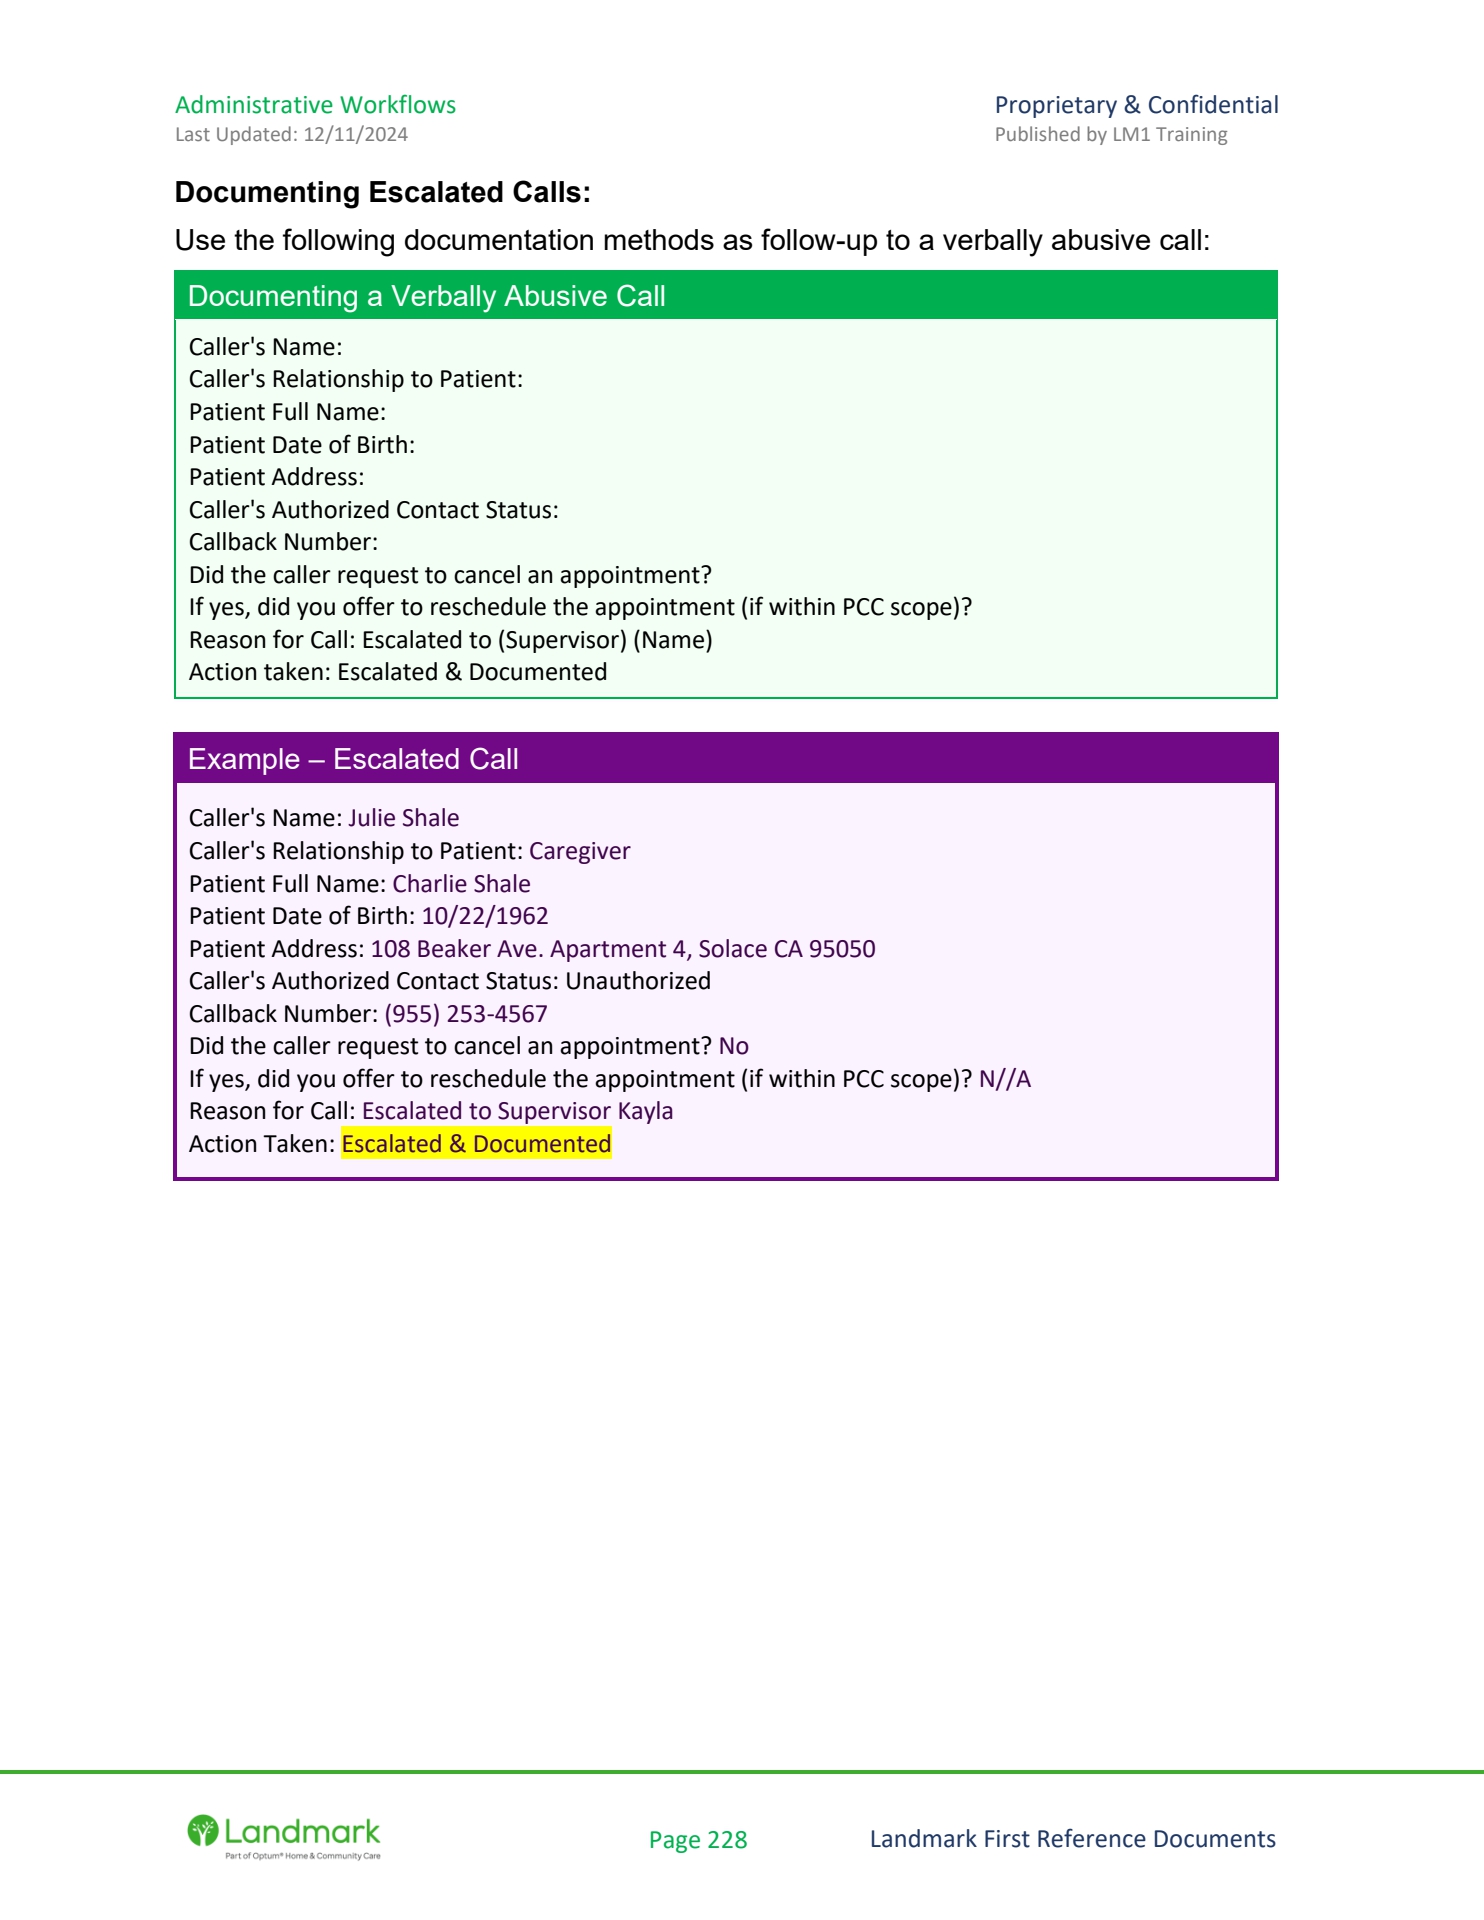 Administrative Workflows
Proprietary & Confidential
Last Updated: 12/11/2024
Published by LM1 Training
Documenting Escalated Calls:
Use the following documentation methods as follow-up to a verbally abusive call:
Documenting a Verbally Abusive Call
Caller's Name:
Caller's Relationship to Patient:
Patient Full Name:
Patient Date of Birth:
Patient Address:
Caller's Authorized Contact Status:
Callback Number:
Did the caller request to cancel an appointment?
If yes, did you offer to reschedule the appointment (if within PCC scope)?
Reason for Call: Escalated to (Supervisor) (Name)
Action taken: Escalated & Documented
Example – Escalated Call
Caller's Name: Julie Shale
Caller's Relationship to Patient: Caregiver
Patient Full Name: Charlie Shale
Patient Date of Birth: 10/22/1962
Patient Address: 108 Beaker Ave. Apartment 4, Solace CA 95050
Caller's Authorized Contact Status: Unauthorized
Callback Number: (955) 253-4567
Did the caller request to cancel an appointment? No
If yes, did you offer to reschedule the appointment (if within PCC scope)? N//A
Reason for Call: Escalated to Supervisor Kayla
Action Taken: Escalated & Documented
Landmark
Part of Optum® Home & Community Care
Page 228
Landmark First Reference Documents